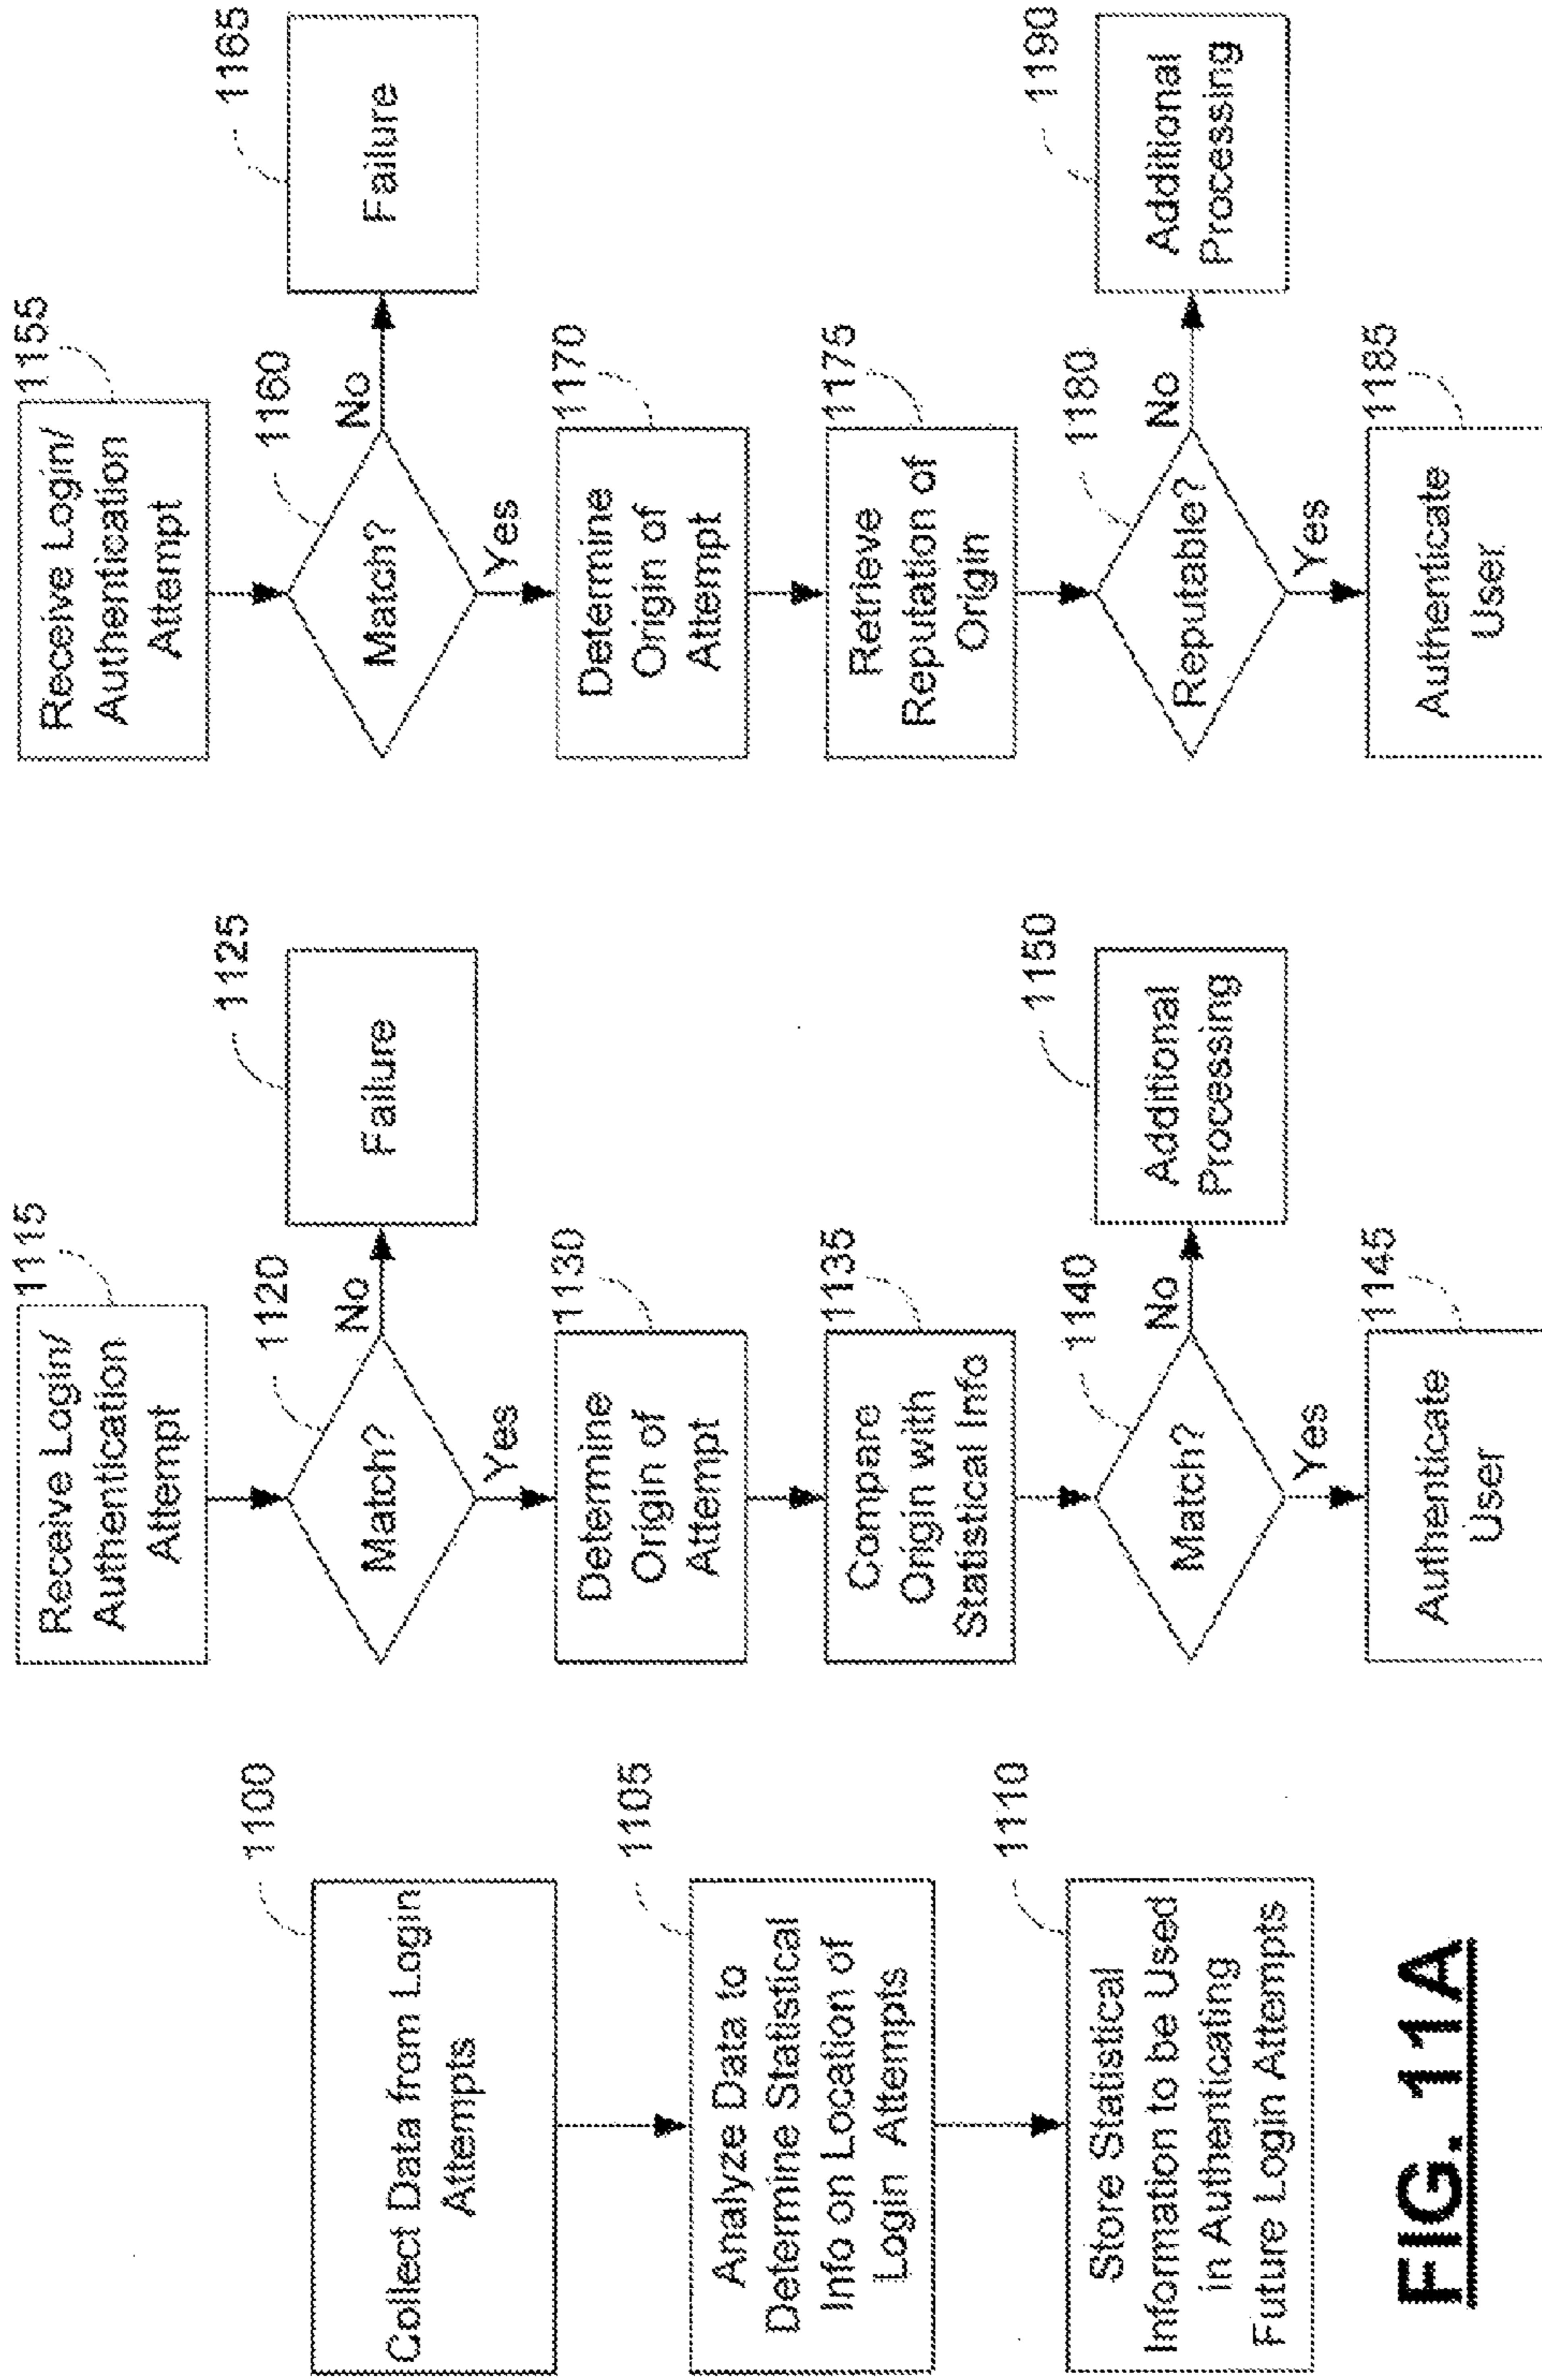 1100
Collect Data from Login
Attempts
1105
Analyze Data to
Determine Statistical
Info on Location of
Login Attempts
1110
Store Statistical
Information to be Used
in Authenticating
Future Login Attempts
FIG. 11A
1115
Receive Login/
Authentication
Attempt
1120
Match?
No
1125
Failure
Yes
1130
Determine
Origin of
Attempt
1135
Compare
Origin with
Statistical Info
1140
Match?
No
1150
Additional
Processing
Yes
1145
Authenticate
User
1155
Receive Login/
Authentication
Attempt
1160
Match?
No
1165
Failure
Yes
1170
Determine
Origin of
Attempt
1175
Retrieve
Reputation of
Origin
1180
Reputable?
No
1190
Additional
Processing
Yes
1185
Authenticate
User